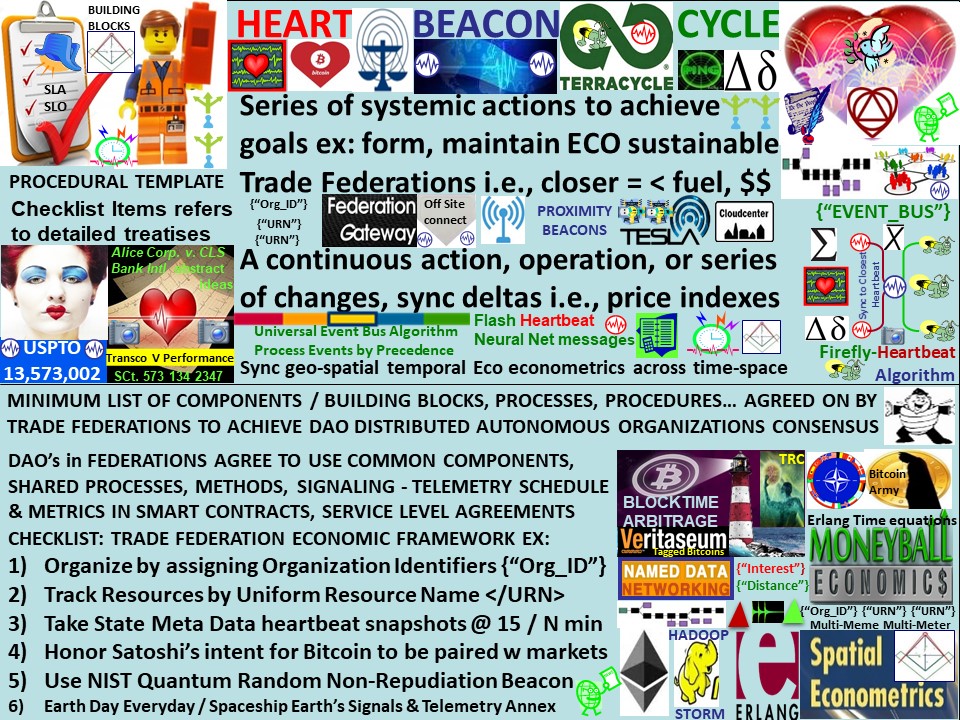 BUILDING
BLOCKS
SLA
SLO
HEART BEACON CYCLE
bitcoin
TERRACYCLE
PING
Δδ
Series of systemic actions to achieve
goals ex: form, maintain ECO sustainable
Trade Federations i.e., closer = < fuel, $$
PROCEDURAL TEMPLATE
Checklist Items refers
to detailed treatises
{“Org_ID”}
{“URN”}
{“URN”}
Federation
Gateway
Off Site
connect
PROXIMITY
BEACONS
TESLA
Cloudcenter
{“EVENT_BUS”}
A continuous action, operation, or series
of changes, sync deltas i.e., price indexes
Alice Corp. v. CLS
Bank Intl. Abstract
Ideas
USPTO
13,573,002
Transco V Performance
SCt. 573 134 2347
Universal Event Bus Algorithm
Process Events by Precedence
Flash Heartbeat
Neural Net messages
Sync geo-spatial temporal Eco econometrics across time-space
Σ
X
Sync to Closest
Heartbeat
Δδ
Firefly-Heartbeat
Algorithm
MINIMUM LIST OF COMPONENTS / BUILDING BLOCKS, PROCESSES, PROCEDURES... AGREED ON BY
TRADE FEDERATIONS TO ACHIEVE DAO DISTRIBUTED AUTONOMOUS ORGANIZATIONS CONSENSUS
DAO’s in FEDERATIONS AGREE TO USE COMMON COMPONENTS,
SHARED PROCESSES, METHODS, SIGNALING - TELEMETRY SCHEDULE
& METRICS IN SMART CONTRACTS, SERVICE LEVEL AGREEMENTS
CHECKLIST: TRADE FEDERATION ECONOMIC FRAMEWORK EX:
1) Organize by assigning Organization Identifiers {“Org_ID”}
2) Track Resources by Uniform Resource Name </URN>
3) Take State Meta Data heartbeat snapshots @ 15 / N min
4) Honor Satoshi’s intent for Bitcoin to be paired w markets
5) Use NIST Quantum Random Non-Repudiation Beacon
6) Earth Day Everyday / Spaceship Earth’s Signals & Telemetry Annex
BLOCKTIME
ARBITRAGE
TRC
Veritaseum
Tagged Bitcoins
Bitcoin
Army
Erlang Time equations
MONEYBALL
ECONOMIC$
NAMED DATA
NETWORKING
{“Interest”}
{“Distance”}
{“Org_ID”} {“URN”} {“URN”}
Multi-Meme Multi-Meter
HADOOP
STORM
e
ERLANG
Spatial
Econometrics